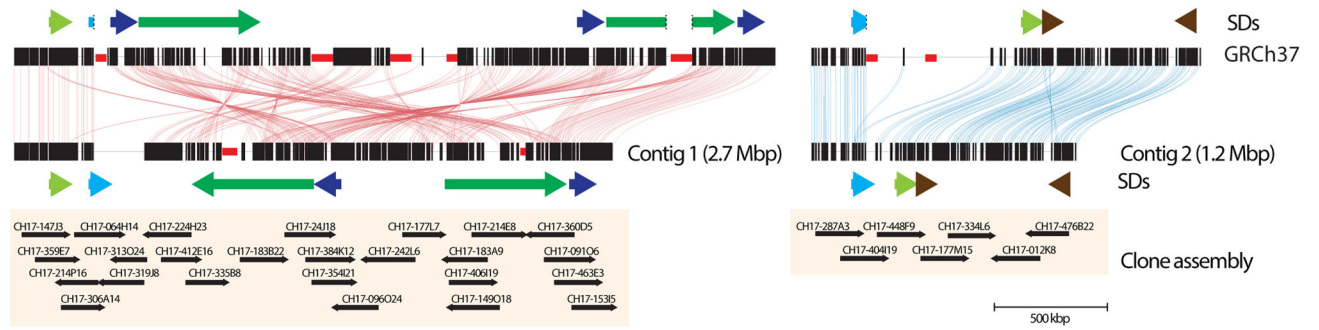 SDs
GRCh37
Contig 1 (2.7 Mbp)
Contig 2 (1.2 Mbp)
SDs
CH17-147J3 CH17-064H14 CH17-224H23 CH17-24J18 CH17-177L7 CH17-214E8 CH17-360D5
CH17-359E7 CH17-313O24 CH17-412E16 CH17-183B22 CH17-384K12 CH17-242L6 CH17-183A9 CH17-091O6
CH17-214P16 CH17-319J8 CH17-335B8 CH17-354I21 CH17-406I19 CH17-463E3
CH17-306A14 CH17-096O24 CH17-149O18 CH17-153I5
CH17-287A3 CH17-448F9 CH17-334L6 CH17-476B22
CH17-404I19 CH17-177M15 CH17-012K8
Clone assembly
500 kbp